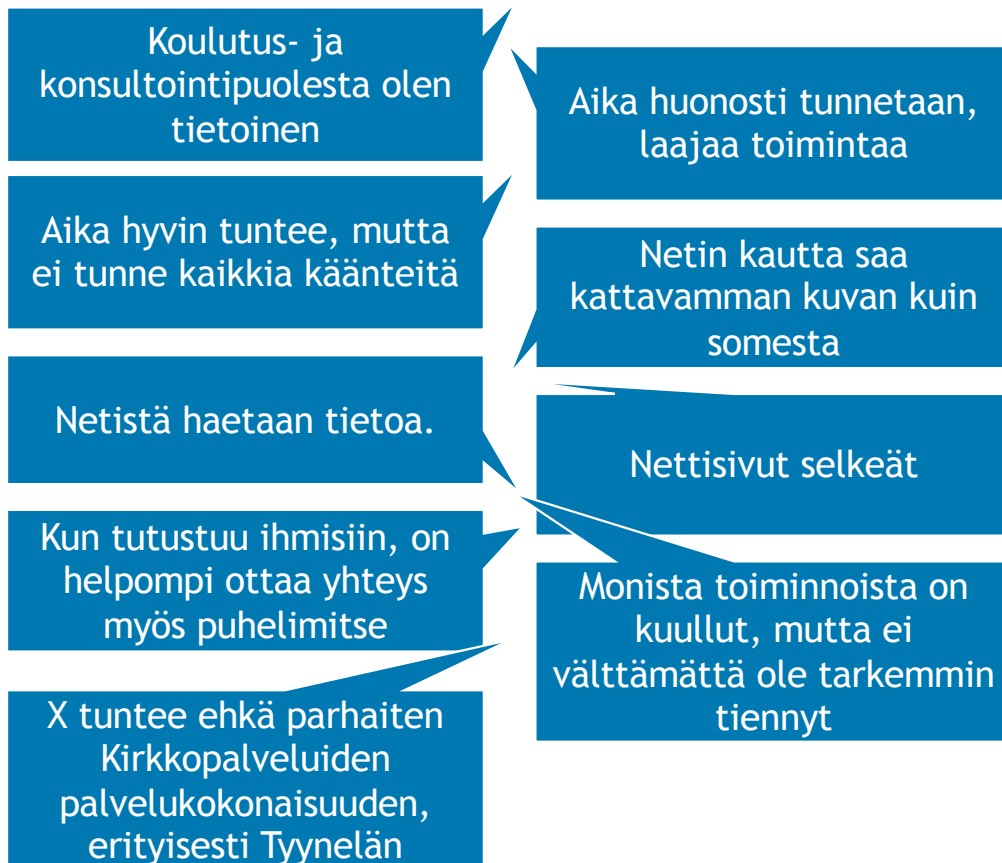 Koulutus- ja
konsultointipuolesta olen
tietoinen
Aika huonosti tunnetaan,
laajaa toimintaa
Aika hyvin tuntee, mutta
ei tunne kaikkia käänteitä
Netin kautta saa
kattavamman kuvan kuin
somesta
Netistä haetaan tietoa.
Nettisivut selkeät
Kun tutustuu ihmisiin, on
helpompi ottaa yhteys
myös puhelimitse
Monista toiminnoista on
kuullut, mutta ei
välttämättä ole tarkemmin
tiennyt
X tuntee ehkä parhaiten
Kirkkopalveluiden
palvelukokonaisuuden,
erityisesti Tyynelän